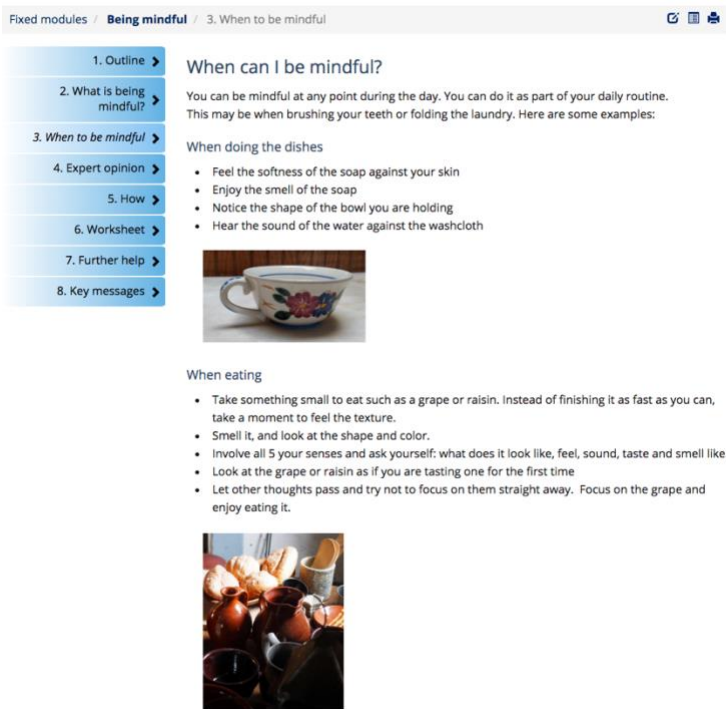 Fixed modules / Being mindful / 3. When to be mindful
1. Outline
2. What is being
mindful?
3. When to be mindful
4. Expert opinion
5. How
6. Worksheet
7. Further help
8. Key messages
When can I be mindful?
You can be mindful at any point during the day. You can do it as part of your daily routine.
This may be when brushing your teeth or folding the laundry. Here are some examples:
When doing the dishes
• Feel the softness of the soap against your skin
• Enjoy the smell of the soap
• Notice the shape of the bowl you are holding
• Hear the sound of the water against the washcloth
When eating
• Take something small to eat such as a grape or raisin. Instead of finishing it as fast as you can,
take a moment to feel the texture.
• Smell it, and look at the shape and color.
• Involve all 5 your senses and ask yourself: what does it look like, feel, sound, taste and smell like
• Look at the grape or raisin as if you are tasting one for the first time
• Let other thoughts pass and try not to focus on them straight away. Focus on the grape and
enjoy eating it.